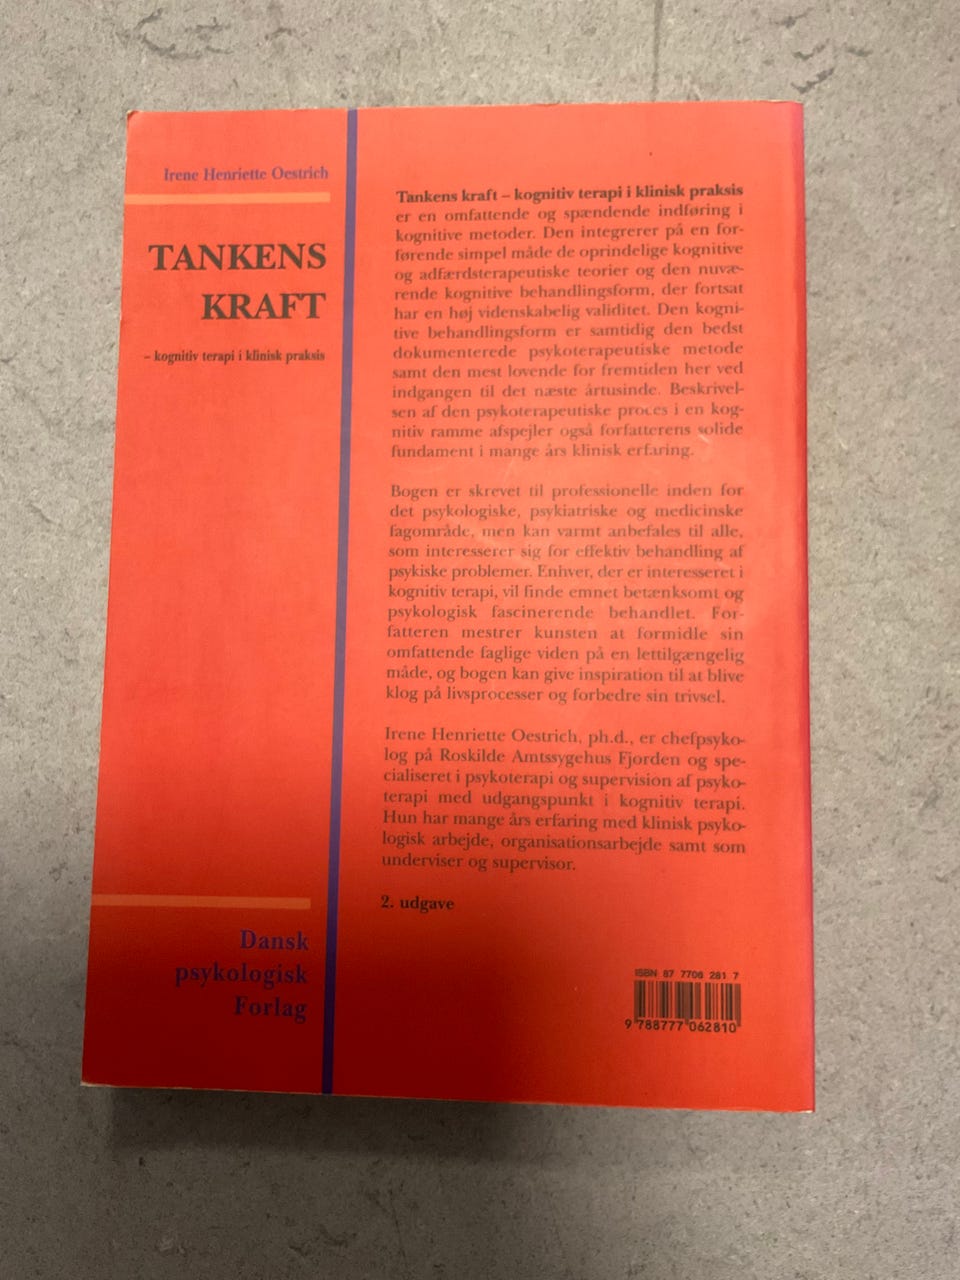 Irene Henriette Oestrich
TANKENS
KRAFT
– kognitiv terapi i klinisk praksis
Tankens kraft – kognitiv terapi i klinisk praksis
er en omfattende og spændende indføring i
kognitive metoder. Den integrerer på en for-
førende simpel måde de oprindelige kognitive
og adfærdsterapeutiske teorier og den nuvæ-
rende kognitive behandlingsform, der fortsat
har en høj videnskabelig validitet. Den kogni-
tive behandlingsform er samtidig den bedst
dokumenterede psykoterapeutiske metode
samt den mest lovende for fremtiden her ved
indgangen til det næste årtusinde. Beskrivel-
sen af den psykoterapeutiske proces i en kog-
nitiv ramme afspejler også forfatterens solide
fundament i mange års klinisk erfaring.
Bogen er skrevet til professionelle inden for
det psykologiske, psykiatriske og medicinske
fagområde, men kan varmt anbefales til alle,
som interesserer sig for effektiv behandling af
psykiske problemer. Enhver, der er interesseret i
kognitiv terapi, vil finde emnet betænksomt og
psykologisk fascinerende behandlet. For-
fatteren mestrer kunsten at formidle sin
omfattende faglige viden på en lettilgængelig
måde, og bogen kan give inspiration til at blive
klog på livsprocesser og forbedre sin trivsel.
Irene Henriette Oestrich, ph.d., er chefpsyko-
log på Roskilde Amtssygehus Fjorden og spe-
cialiseret i psykoterapi og supervision af psyko-
terapi med udgangspunkt i kognitiv terapi.
Hun har mange års erfaring med klinisk psyko-
logisk arbejde, organisationsarbejde samt som
underviser og supervisor.
2. udgave
Dansk
psykologisk
Forlag
ISBN 87 7706 281 7
9 788777 062810